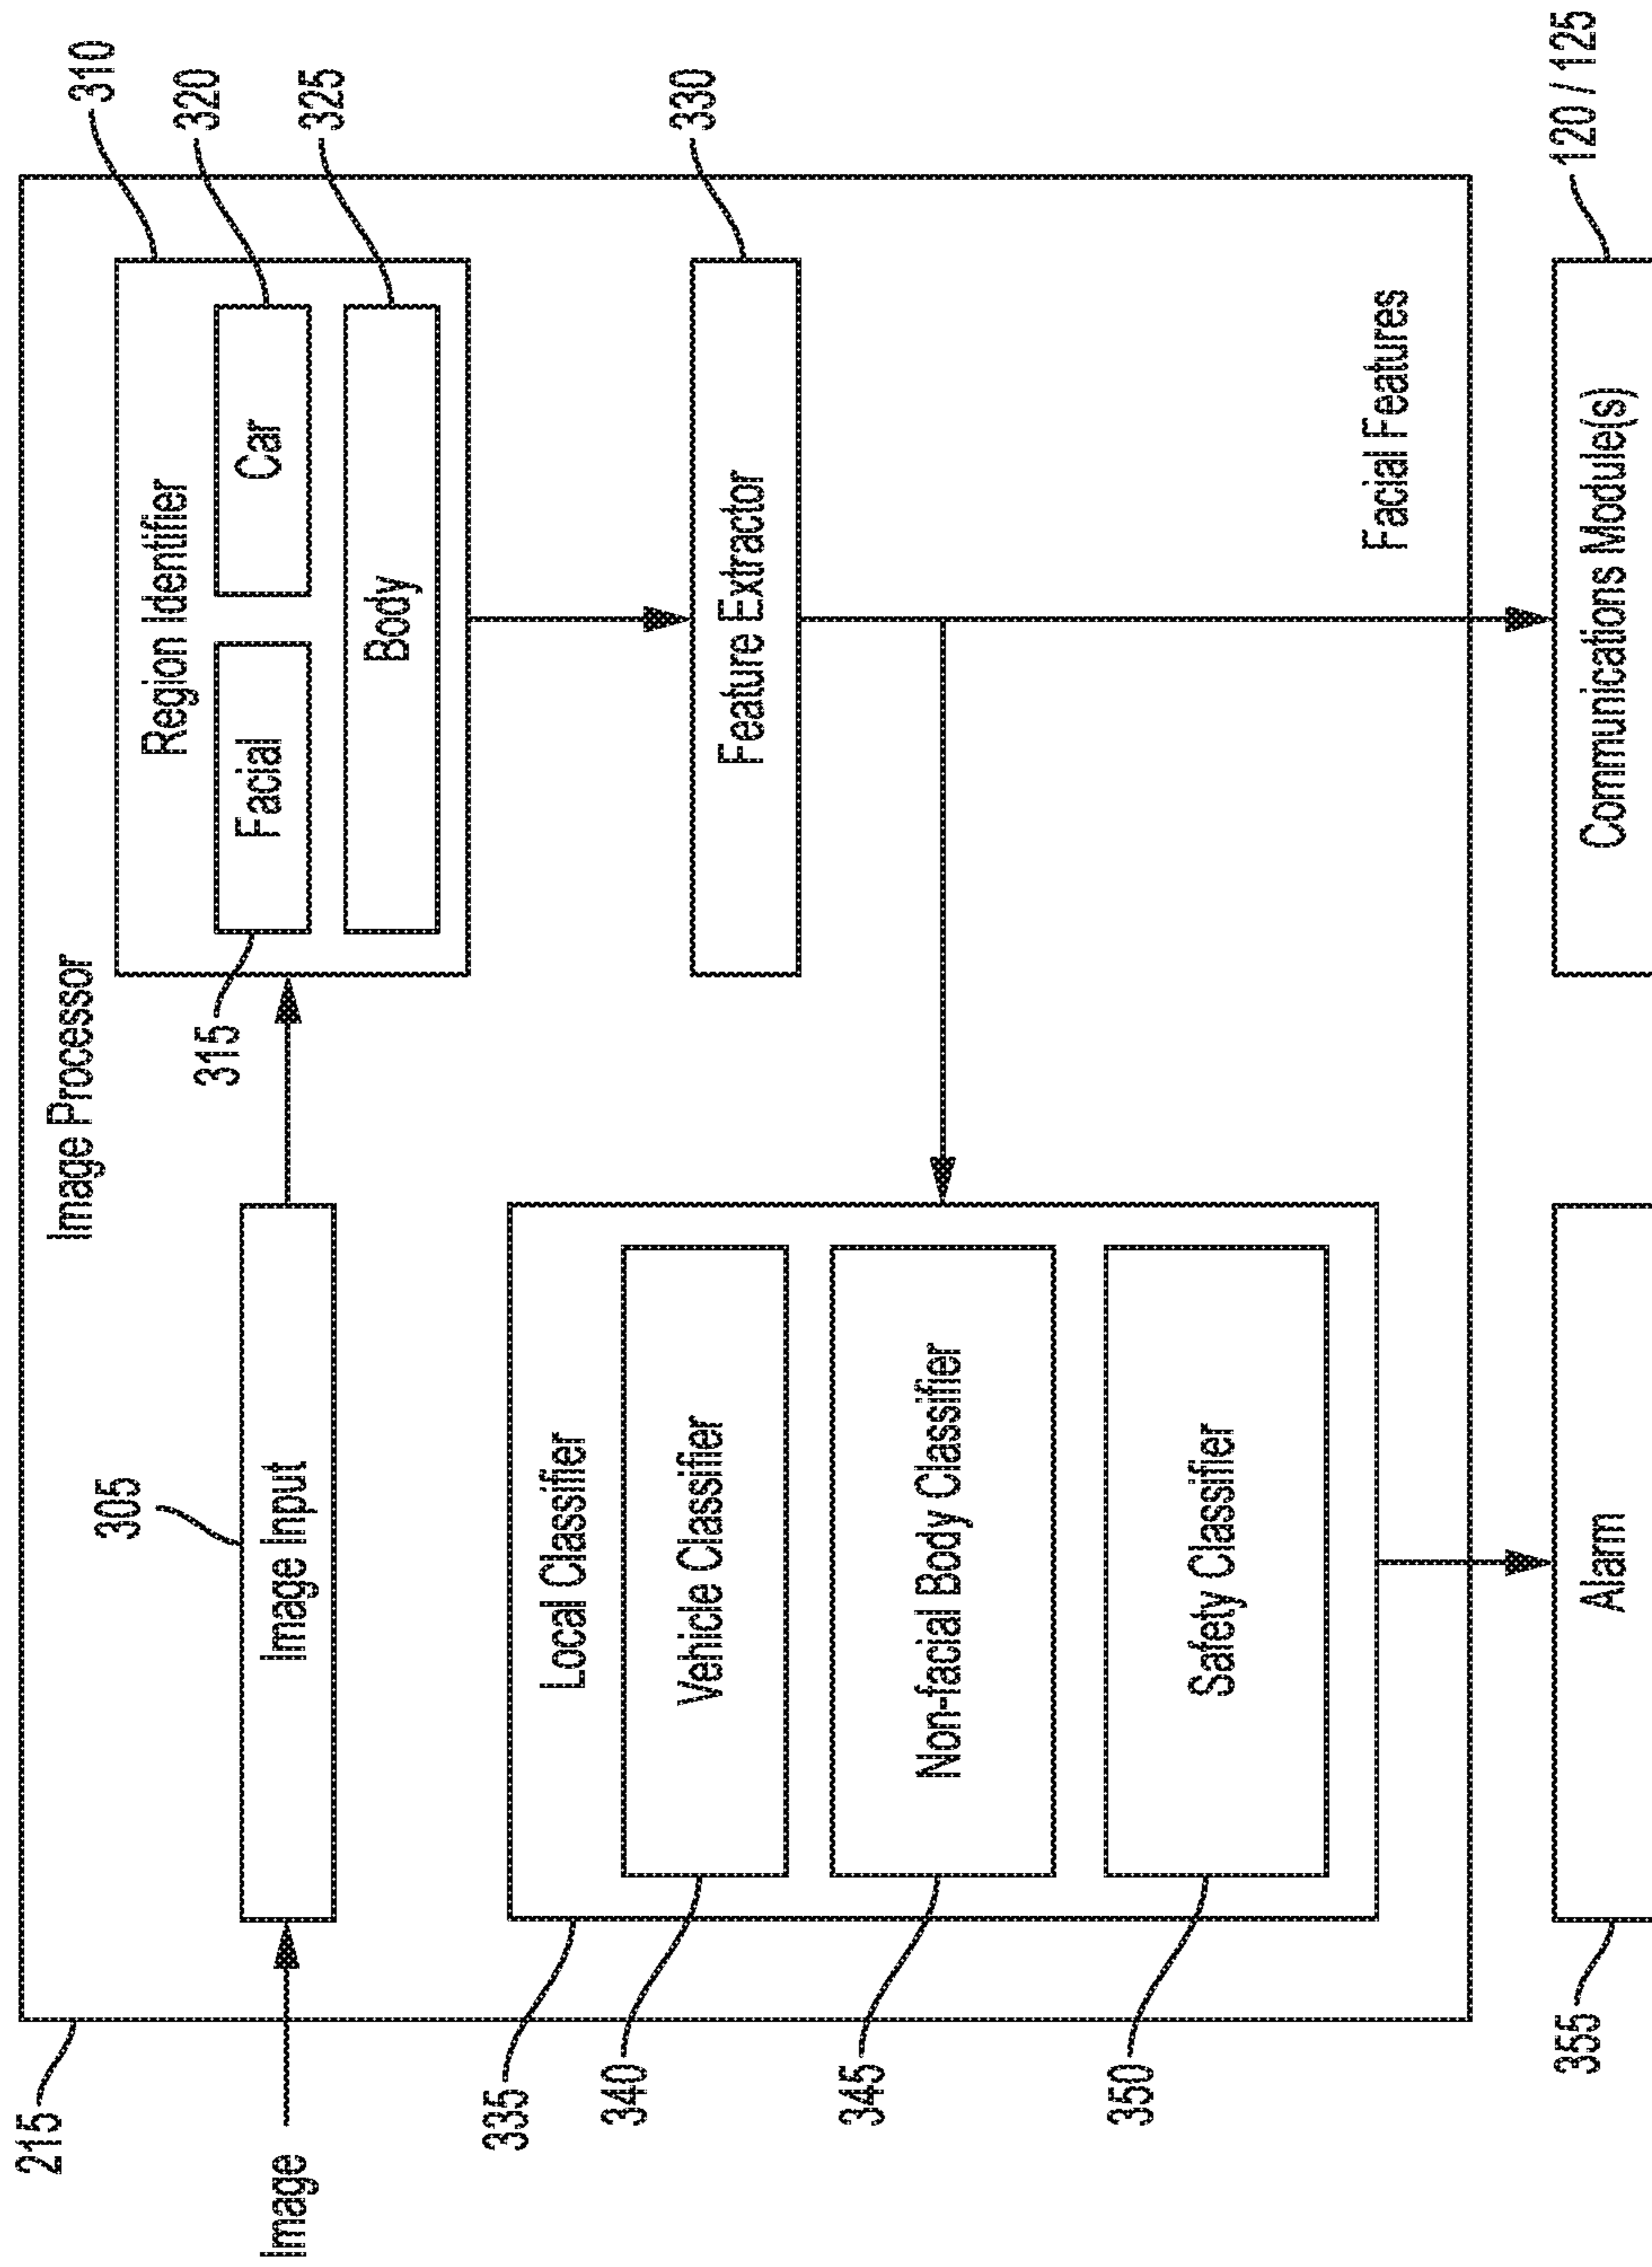 215
Image Processor
310
Region Identifier
Image
305
Image Input
315
Facial
Car
320
Body
325
335
Local Classifier
Feature Extractor
330
340
Vehicle Classifier
345
Non-facial Body Classifier
350
Safety Classifier
Facial Features
355
Alarm
Communications Module(s)
120 / 125